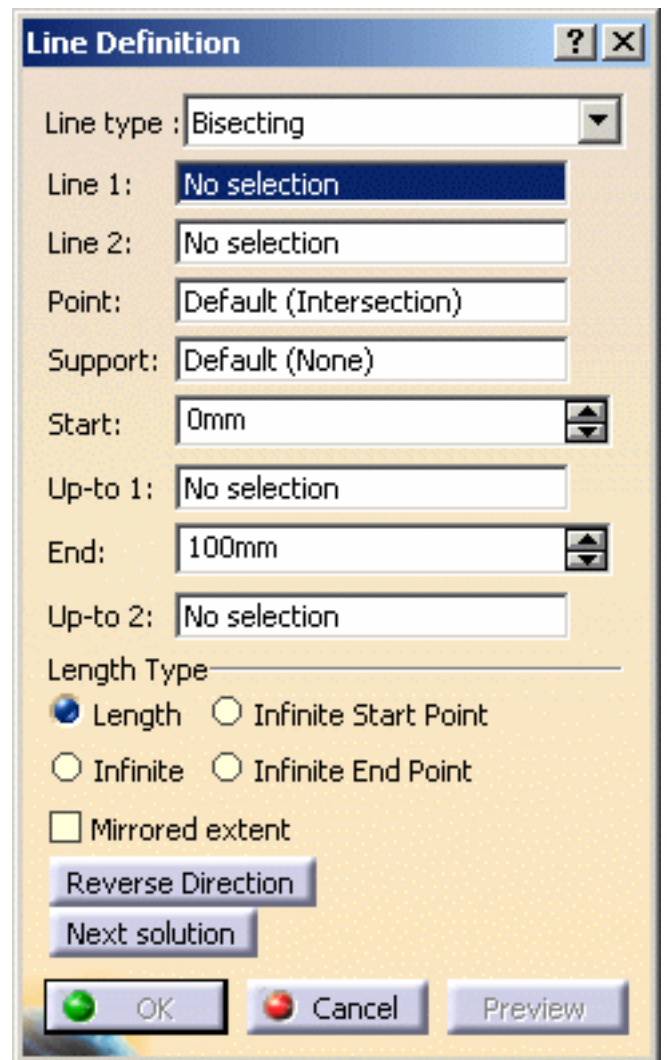 Line Definition
Line type : Bisecting
Line 1: No selection
Line 2: No selection
Point: Default (Intersection)
Support: Default (None)
Start: 0mm
Up-to 1: No selection
End: 100mm
Up-to 2: No selection
Length Type
Length Infinite Start Point
Infinite Infinite End Point
Mirrored extent
Reverse Direction
Next solution
OK Cancel Preview